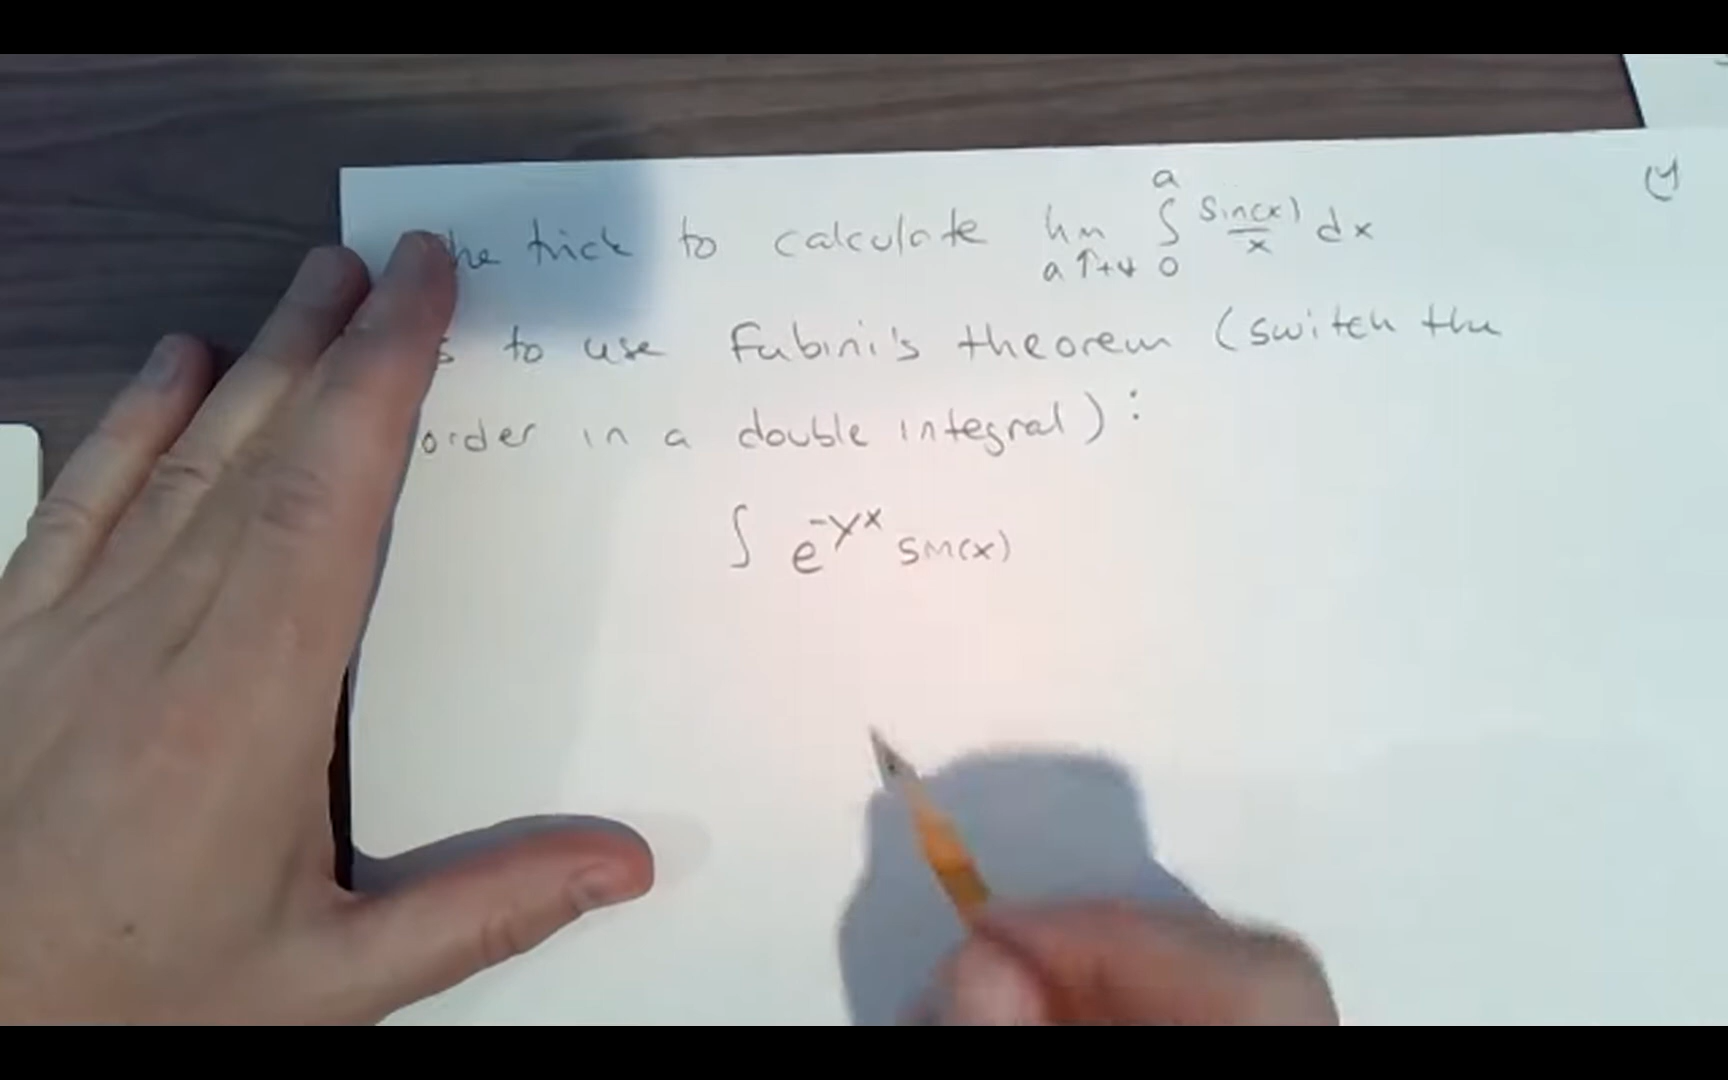 he trick to calculate lim a↑+∞ ∫₀ᵃ sin(x)/x dx
s to use Fubini's theorem (switch the
order in a double integral):
∫ e^{-yx} sin(x)